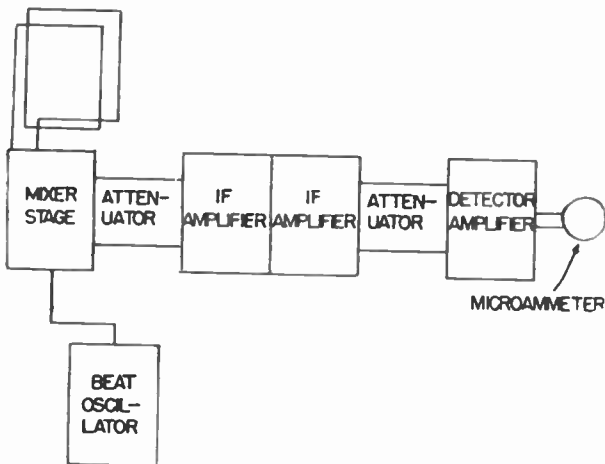 MIXER
STAGE
ATTEN-
UATOR
IF
AMPLIFIER
IF
AMPLIFIER
ATTEN-
UATOR
DETECTOR
AMPLIFIER
MICROAMMETER
BEAT
OSCIL-
LATOR